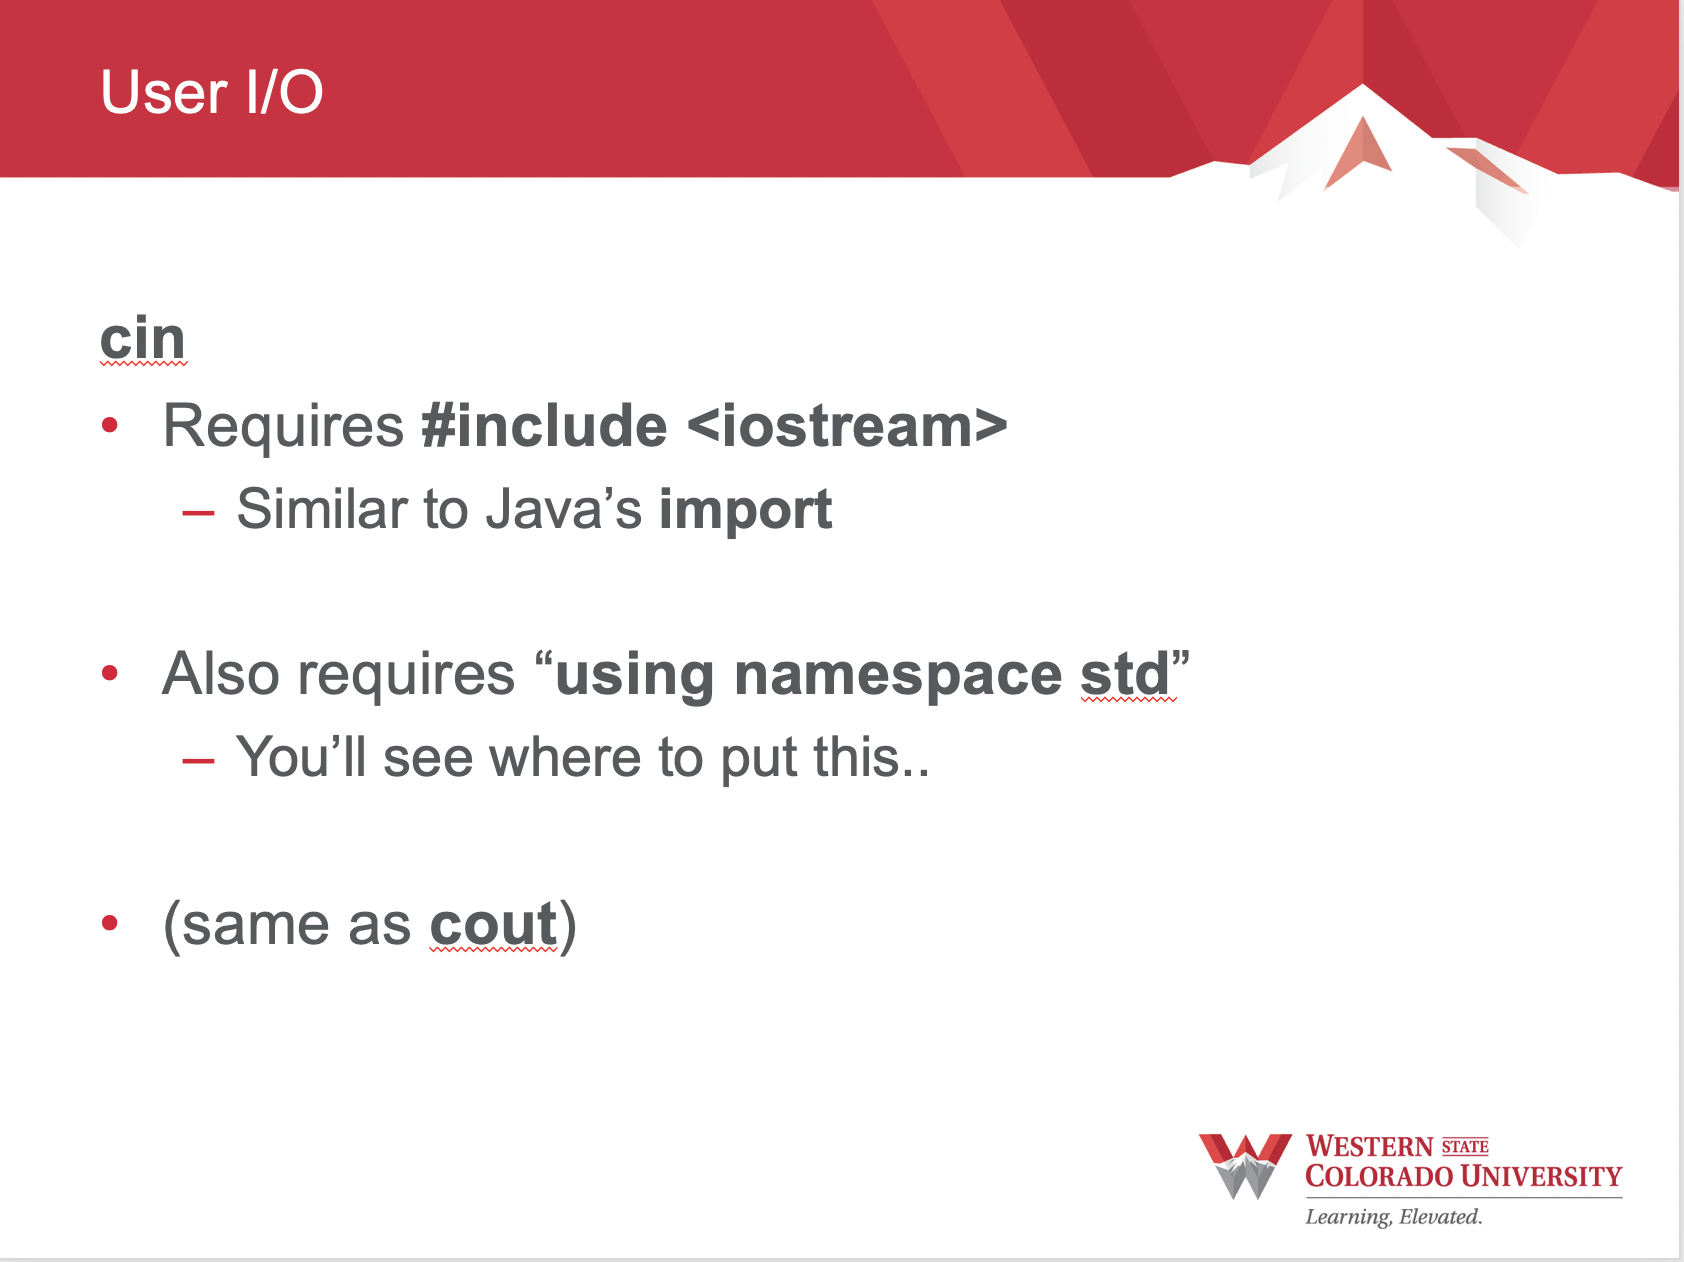 User I/O
cin
• Requires #include <iostream>
– Similar to Java’s import
• Also requires “using namespace std”
– You’ll see where to put this..
• (same as cout)
WESTERN STATE
COLORADO UNIVERSITY
Learning, Elevated.